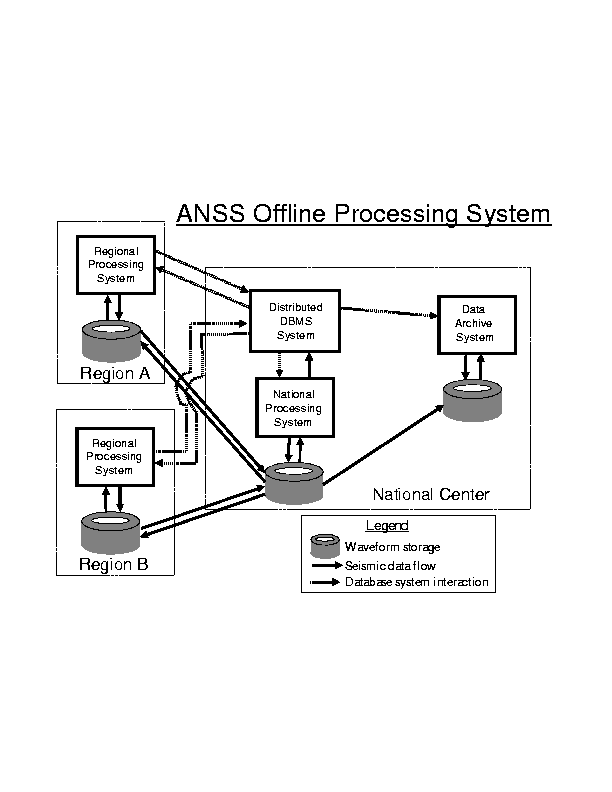 ANSS Offline Processing System
Regional
Processing
System
Region A
Distributed
DBMS
System
Data
Archive
System
National
Processing
System
Regional
Processing
System
Region B
National Center
Legend
Waveform storage
Seismic data flow
Database system interaction